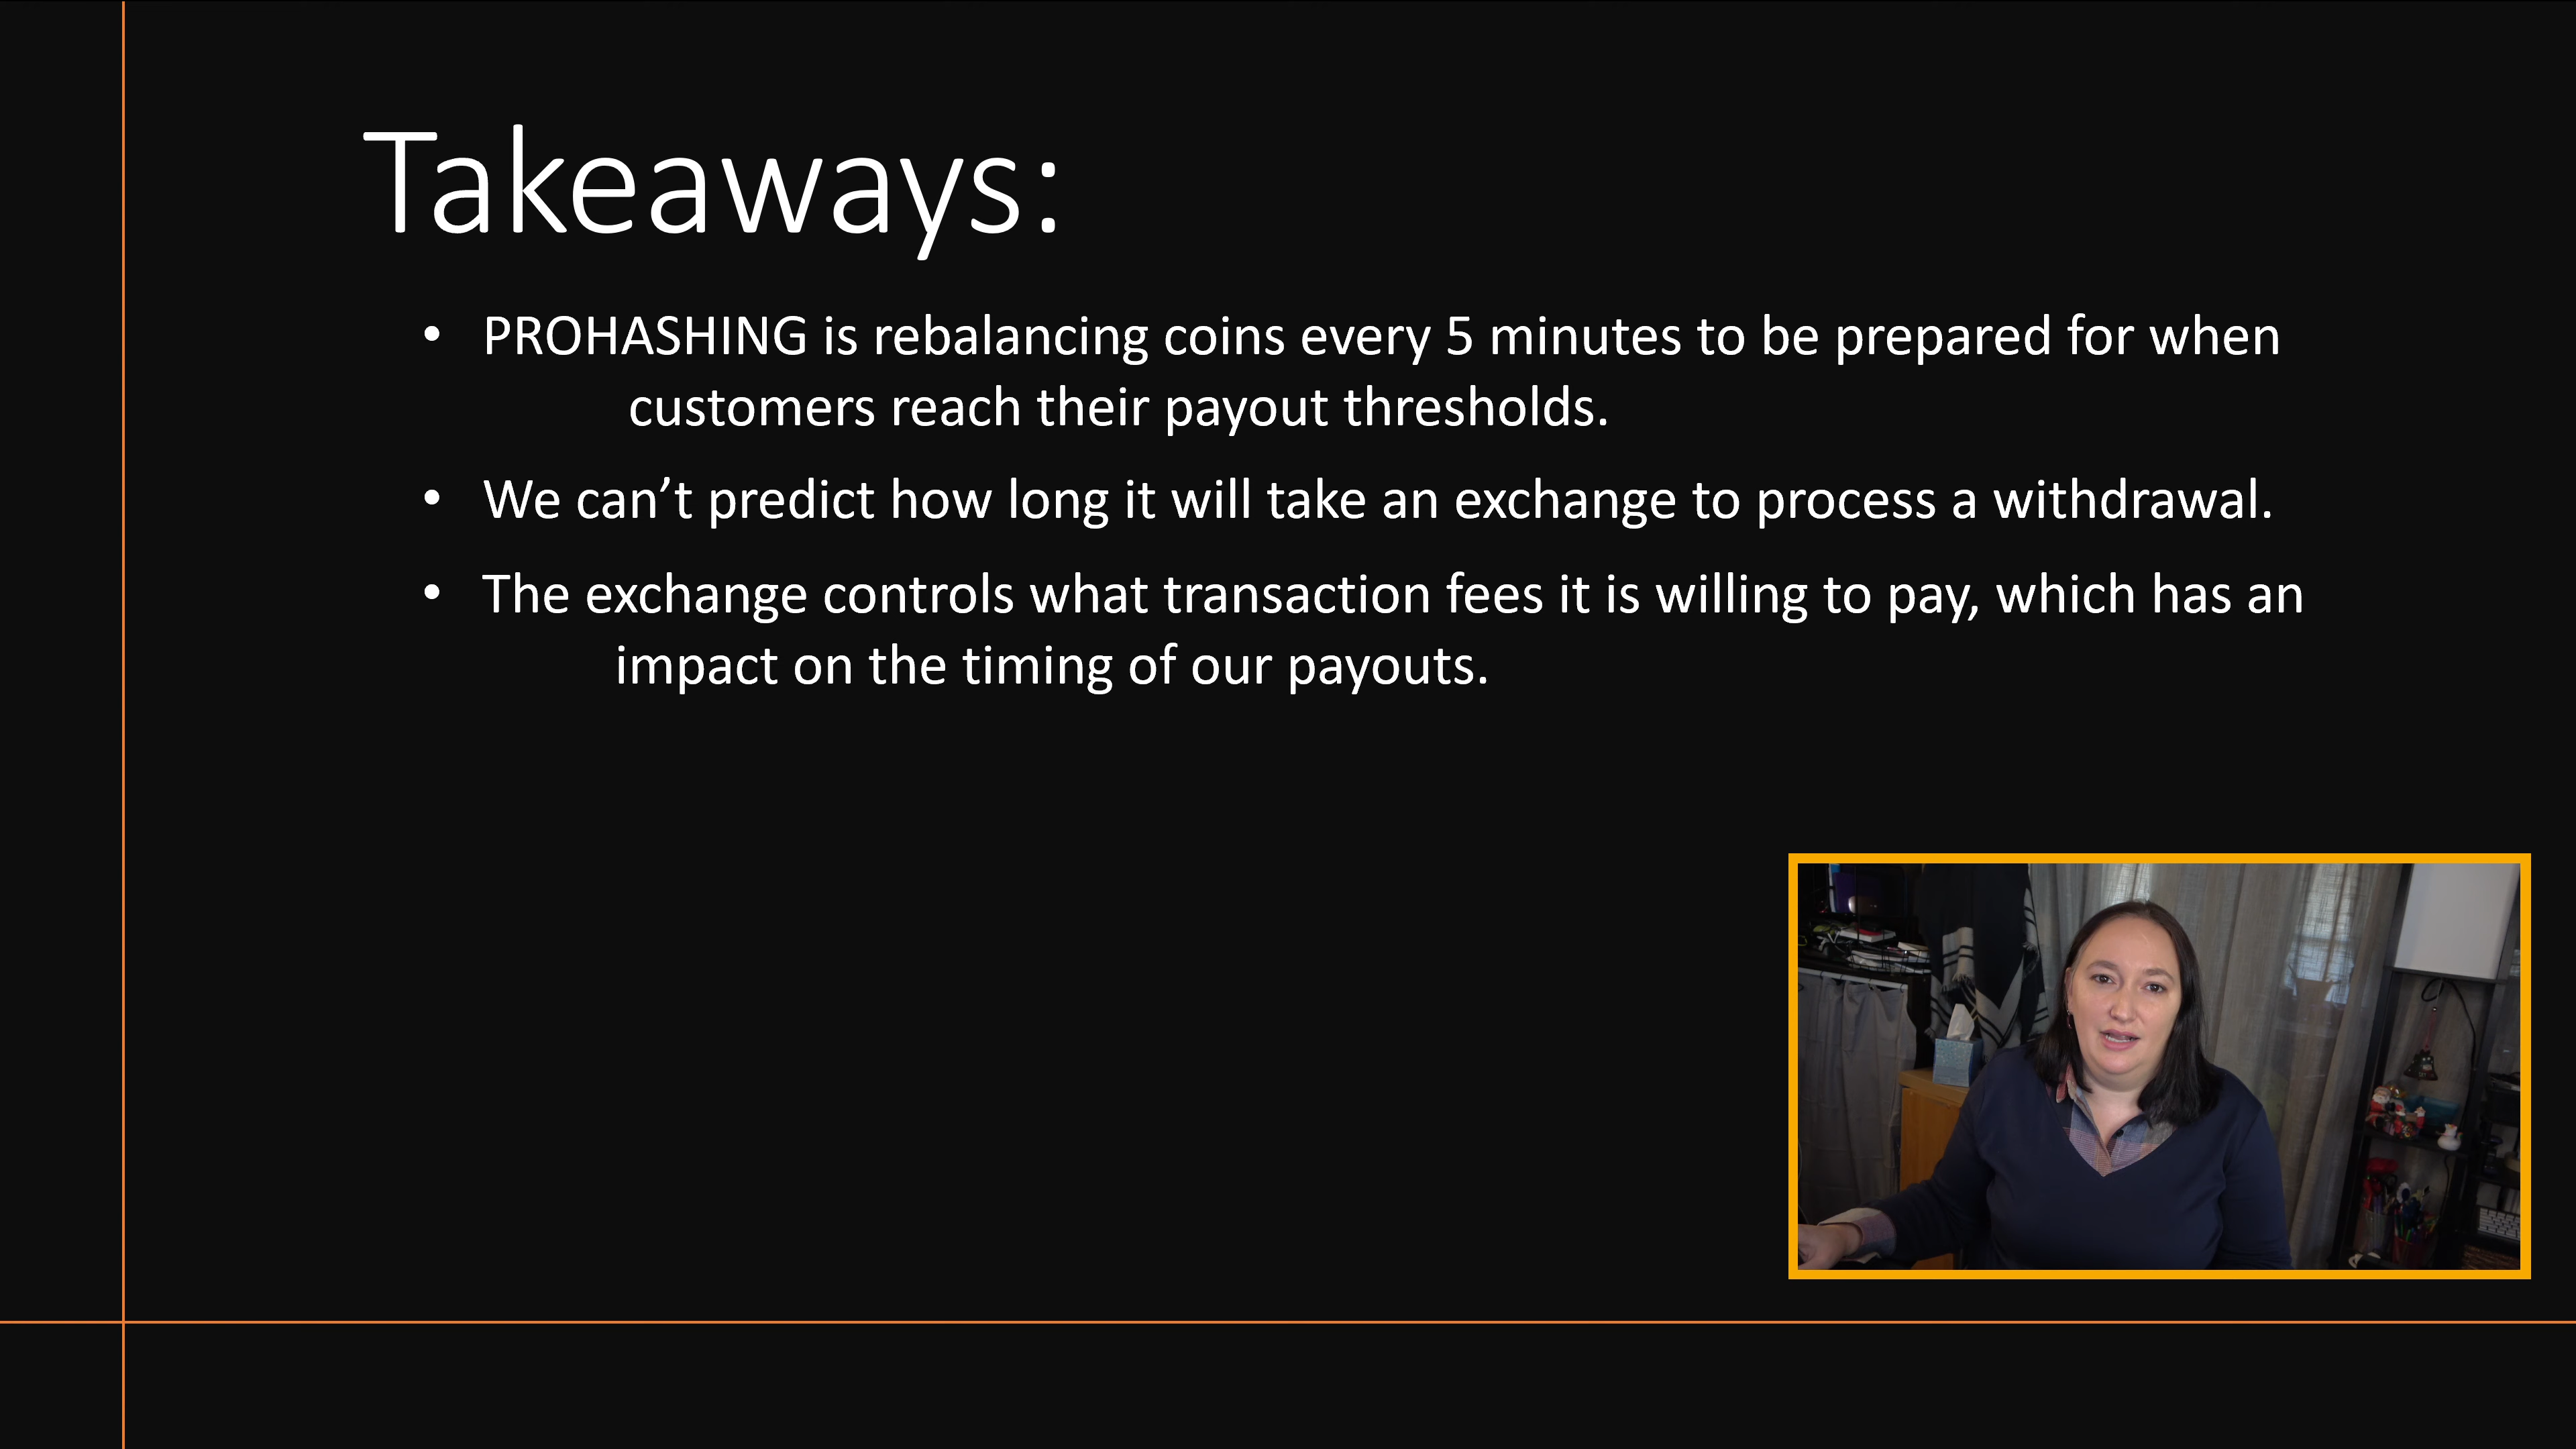 Takeaways:
• PROHASHING is rebalancing coins every 5 minutes to be prepared for when
customers reach their payout thresholds.
• We can’t predict how long it will take an exchange to process a withdrawal.
• The exchange controls what transaction fees it is willing to pay, which has an
impact on the timing of our payouts.